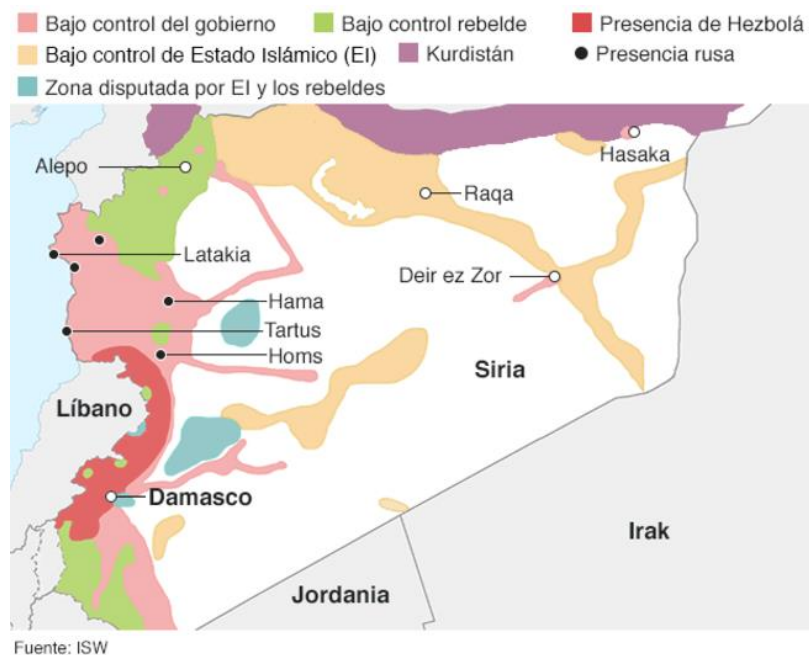 Bajo control del gobierno
Bajo control rebelde
Presencia de Hezbolá
Bajo control de Estado Islámico (EI)
Kurdistán
Presencia rusa
Zona disputada por EI y los rebeldes
Alepo
Hasaka
Raqa
Latakia
Deir ez Zor
Hama
Tartus
Homs
Siria
Líbano
Damasco
Irak
Jordania
Fuente: ISW